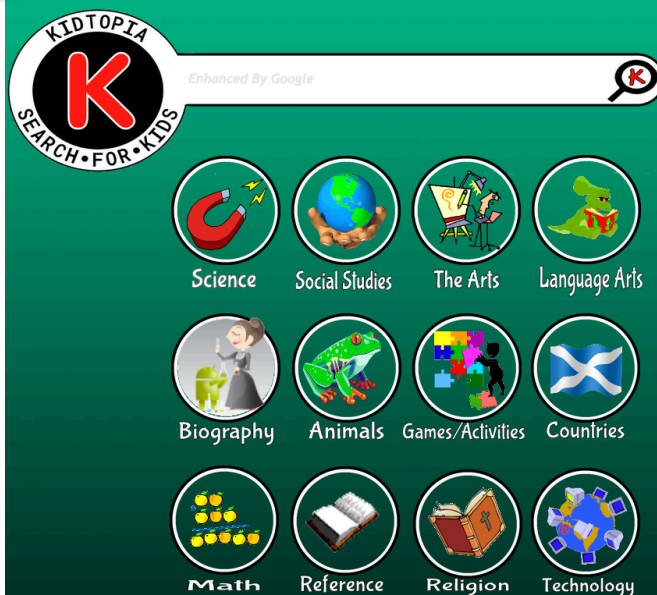 KIDTOPIA
K
SEARCH•FOR•KIDS
Enhanced By Google
K
Science
Social Studies
The Arts
Language Arts
Biography
Animals
Games/Activities
Countries
Math
Reference
Religion
Technology